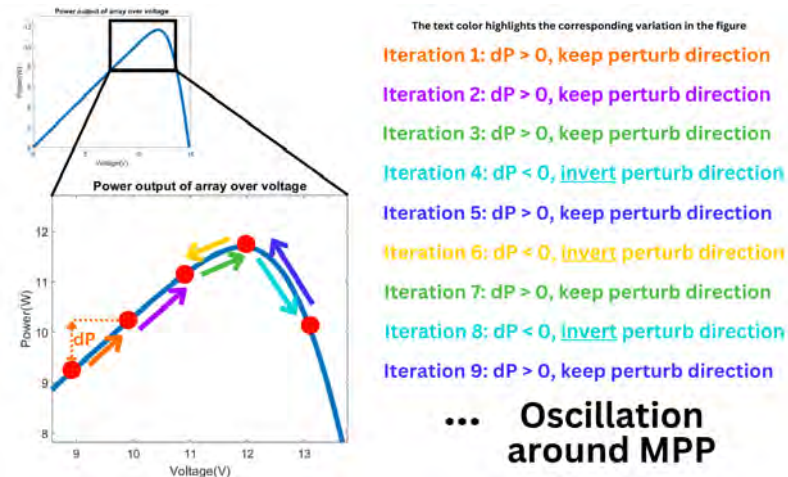 Power output of array over voltage
Power(W)
Voltage(V)
Power output of array over voltage
12
11
10
9
8
Power(W)
dP
9
10
11
12
13
Voltage(V)
The text color highlights the corresponding variation in the figure
Iteration 1: dP > 0, keep perturb direction
Iteration 2: dP > 0, keep perturb direction
Iteration 3: dP > 0, keep perturb direction
Iteration 4: dP < 0, invert perturb direction
Iteration 5: dP > 0, keep perturb direction
Iteration 6: dP < 0, invert perturb direction
Iteration 7: dP > 0, keep perturb direction
Iteration 8: dP < 0, invert perturb direction
Iteration 9: dP > 0, keep perturb direction
... Oscillation
around MPP